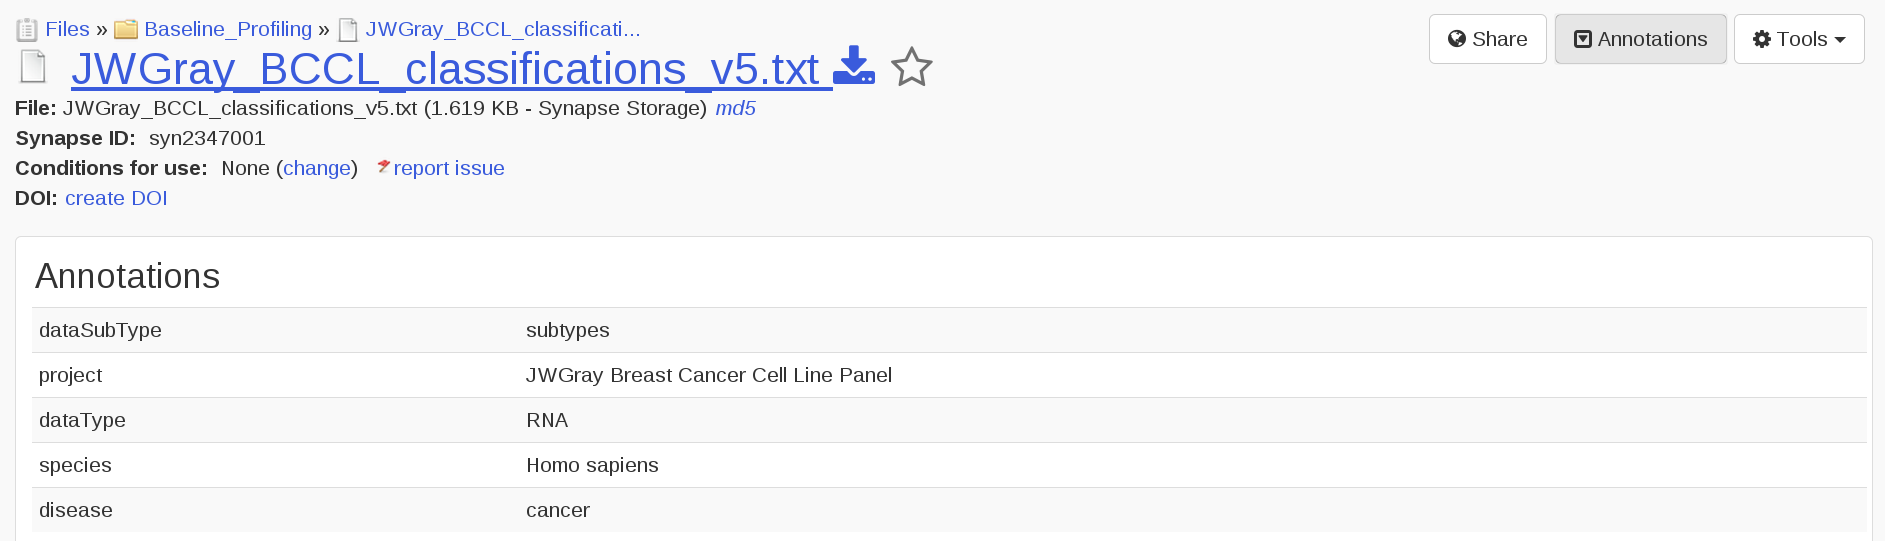 Files » Baseline_Profiling » JWGray_BCCL_classificati...
Share Annotations Tools
JWGray_BCCL_classifications_v5.txt
File: JWGray_BCCL_classifications_v5.txt (1.619 KB - Synapse Storage) md5
Synapse ID: syn2347001
Conditions for use: None (change) report issue
DOI: create DOI
Annotations
dataSubType subtypes
project JWGray Breast Cancer Cell Line Panel
dataType RNA
species Homo sapiens
disease cancer